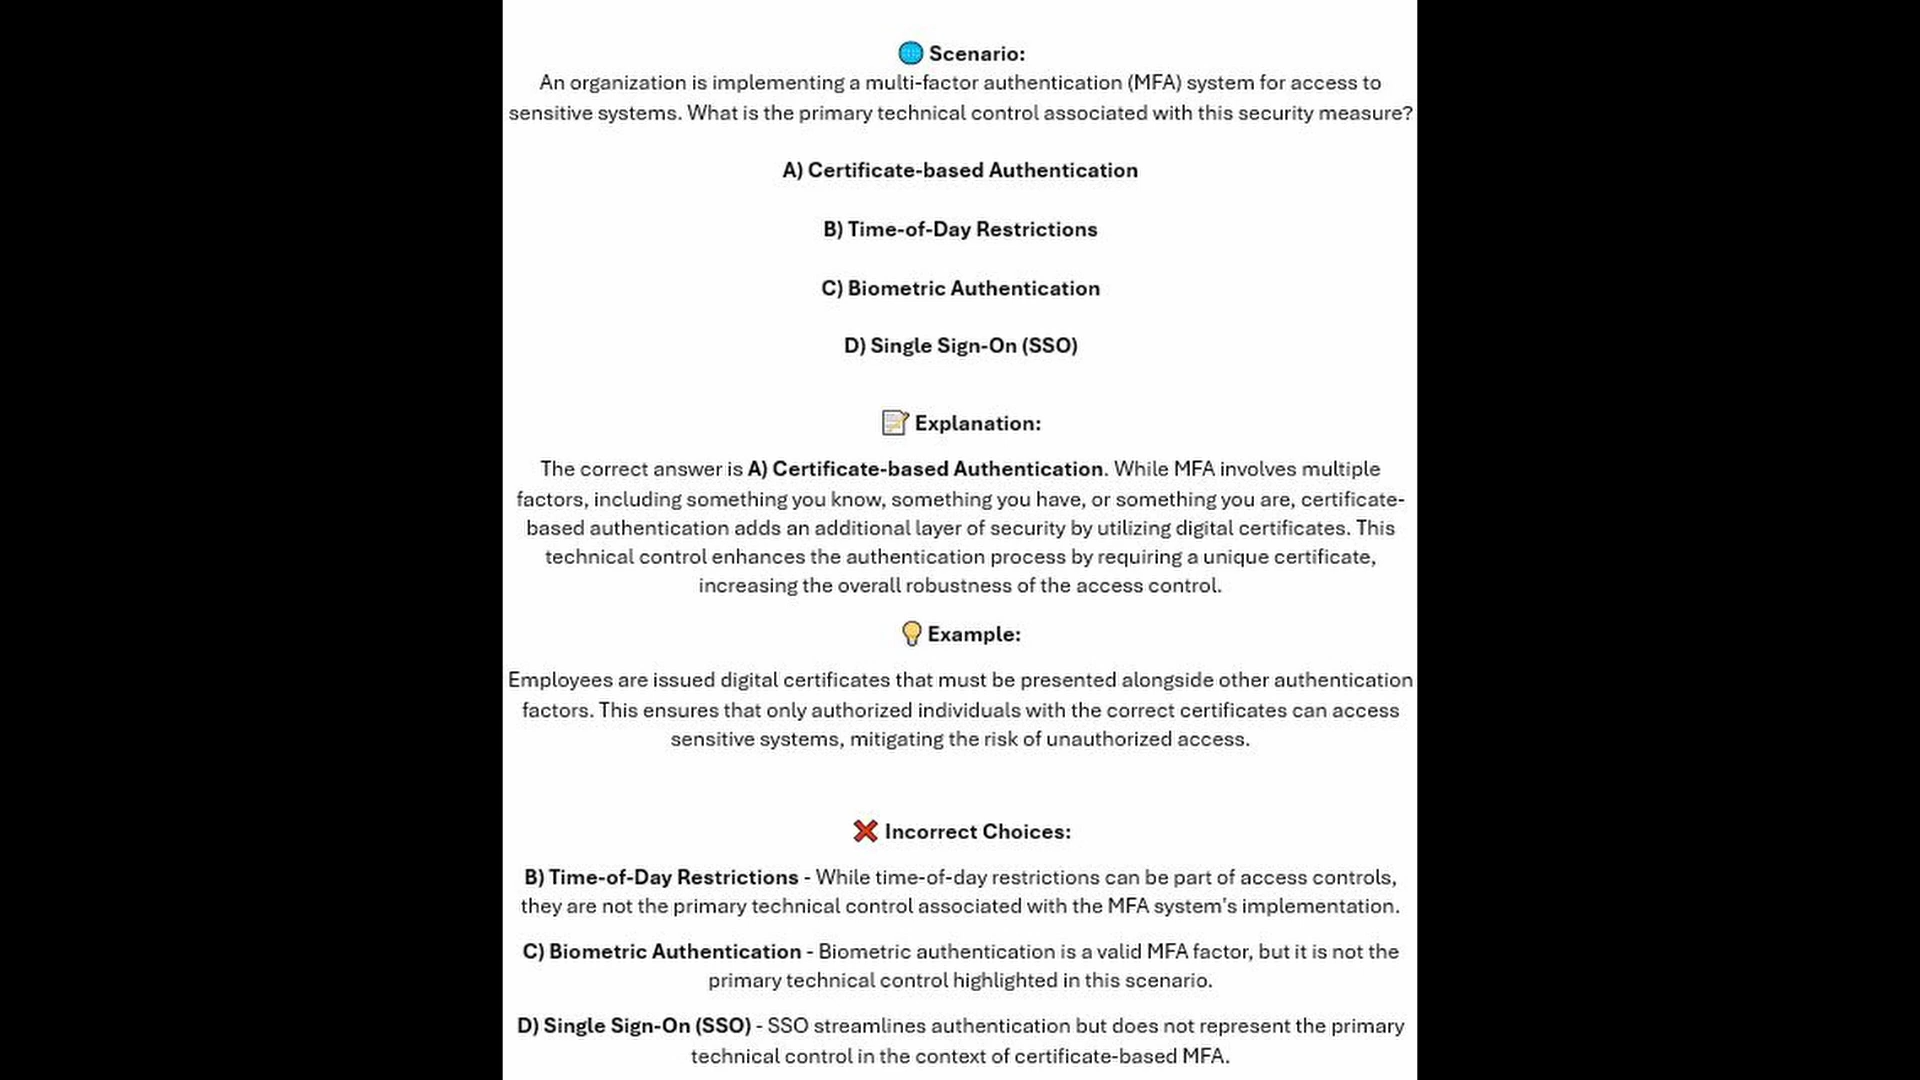 🌐 Scenario:
An organization is implementing a multi-factor authentication (MFA) system for access to
sensitive systems. What is the primary technical control associated with this security measure?
A) Certificate-based Authentication
B) Time-of-Day Restrictions
C) Biometric Authentication
D) Single Sign-On (SSO)
📝 Explanation:
The correct answer is A) Certificate-based Authentication. While MFA involves multiple
factors, including something you know, something you have, or something you are, certificate-
based authentication adds an additional layer of security by utilizing digital certificates. This
technical control enhances the authentication process by requiring a unique certificate,
increasing the overall robustness of the access control.
💡 Example:
Employees are issued digital certificates that must be presented alongside other authentication
factors. This ensures that only authorized individuals with the correct certificates can access
sensitive systems, mitigating the risk of unauthorized access.
❌ Incorrect Choices:
B) Time-of-Day Restrictions - While time-of-day restrictions can be part of access controls,
they are not the primary technical control associated with the MFA system's implementation.
C) Biometric Authentication - Biometric authentication is a valid MFA factor, but it is not the
primary technical control highlighted in this scenario.
D) Single Sign-On (SSO) - SSO streamlines authentication but does not represent the primary
technical control in the context of certificate-based MFA.